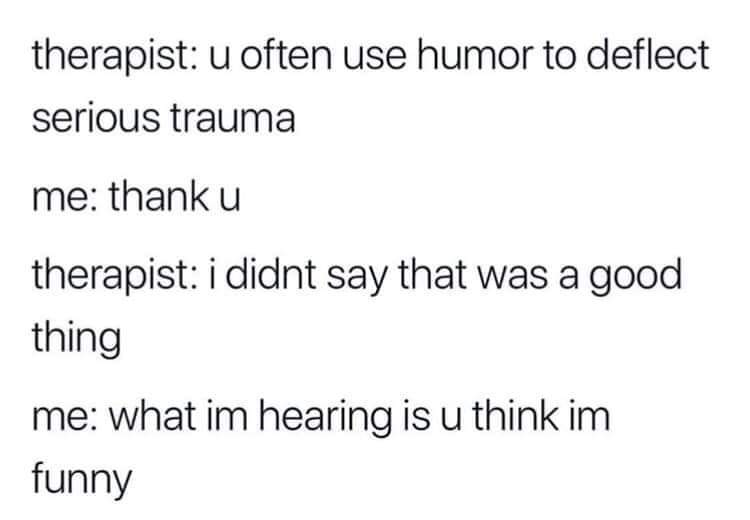 therapist: u often use humor to deflect
serious trauma
me: thank u
therapist: i didnt say that was a good
thing
me: what im hearing is u think im
funny